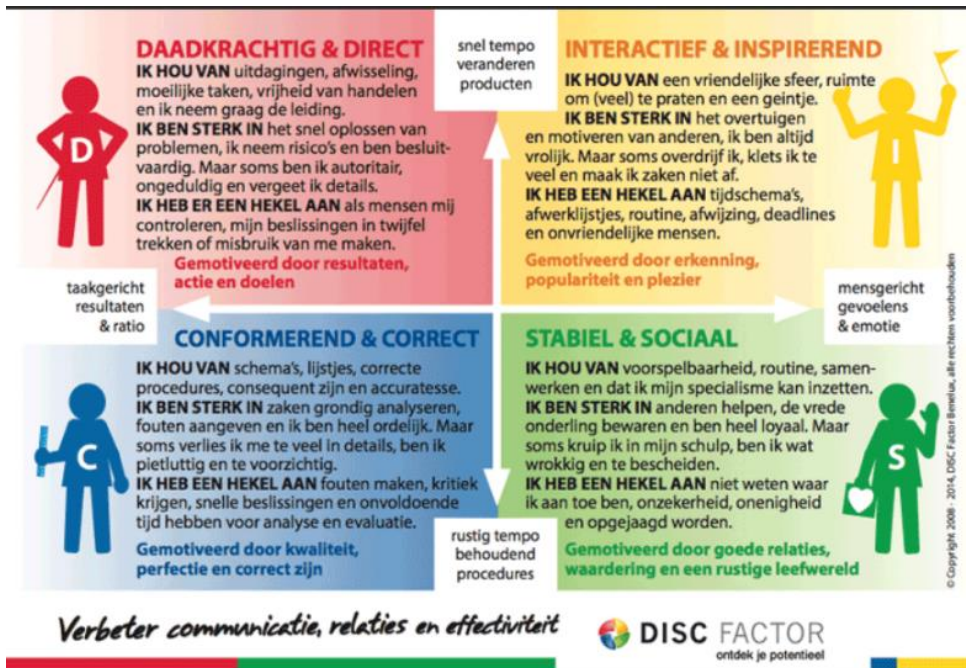 DAADKRACHTIG & DIRECT
IK HOU VAN uitdagingen, afwisseling,
moeilijke taken, vrijheid van handelen
en ik neem graag de leiding.
IK BEN STERK IN het snel oplossen van
problemen, ik neem risico's en ben besluit-
vaardig. Maar soms ben ik autoritair,
ongeduldig en vergeet ik details.
IK HEB ER EEN HEKEL AAN als mensen mij
controleren, mijn beslissingen in twijfel
trekken of misbruik van me maken.
Gemotiveerd door resultaten,
actie en doelen
D
snel tempo
veranderen
producten
INTERACTIEF & INSPIREREND
IK HOU VAN een vriendelijke sfeer, ruimte
om (veel) te praten en een geintje.
IK BEN STERK IN het overtuigen
en motiveren van anderen, ik ben altijd
vrolijk. Maar soms overdrijf ik, klets ik te
veel en maak ik zaken niet af.
IK HEB EEN HEKEL AAN tijdschema's,
afwerklijstjes, routine, afwijzing, deadlines
en onvriendelijke mensen.
Gemotiveerd door erkenning,
populariteit en plezier
I
taakgericht
resultaten
& ratio
mensgericht
gevoelens
& emotie
CONFORMEREND & CORRECT
IK HOU VAN schema's, lijstjes, correcte
procedures, consequent zijn en accuratesse.
IK BEN STERK IN zaken grondig analyseren,
fouten aangeven en ik ben heel ordelijk. Maar
soms verlies ik me te veel in details, ben ik
pietluttig en te voorzichtig.
IK HEB EEN HEKEL AAN fouten maken, kritiek
krijgen, snelle beslissingen en onvoldoende
tijd hebben voor analyse en evaluatie.
Gemotiveerd door kwaliteit,
perfectie en correct zijn
C
rustig tempo
behoudend
procedures
STABIEL & SOCIAAL
IK HOU VAN voorspelbaarheid, routine, samen-
werken en dat ik mijn specialisme kan inzetten.
IK BEN STERK IN anderen helpen, de vrede
onderling bewaren en ben heel loyaal. Maar
soms kruip ik in mijn schulp, ben ik wat
wrokkig en te bescheiden.
IK HEB EEN HEKEL AAN niet weten waar
ik aan toe ben, onzekerheid, onenigheid
en opgejaagd worden.
Gemotiveerd door goede relaties,
waardering en een rustige leefwereld
S
© Copyright 2008 - 2014, DISC Factor Benelux, alle rechten voorbehouden
Verbeter communicatie, relaties en effectiviteit
DISC FACTOR
ontdek je potentieel